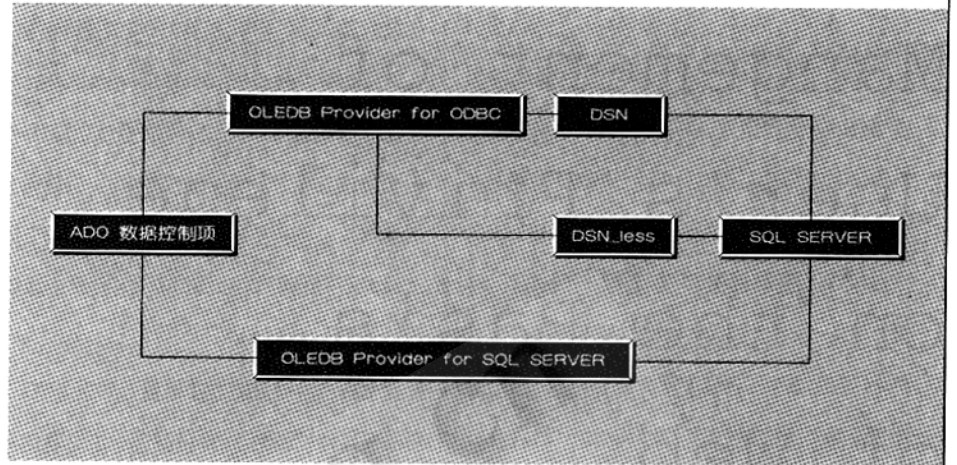 OLEDB Provider for ODBC
DSN
ADO 数据控制项
DSN_less
SQL SERVER
OLEDB Provider for SQL SERVER